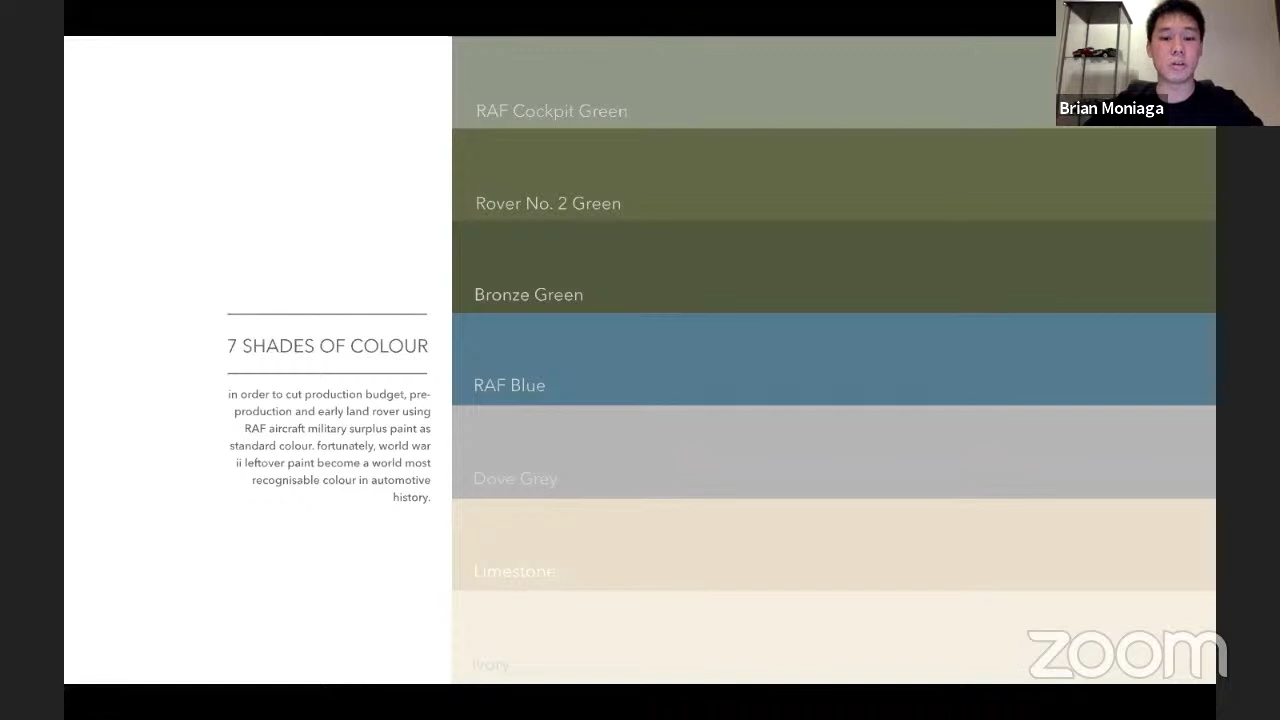 7 SHADES OF COLOUR
in order to cut production budget, pre-
production and early land rover using
RAF aircraft military surplus paint as
standard colour. fortunately, world war
ii leftover paint become a world most
recognisable colour in automotive
history.
RAF Cockpit Green
Rover No. 2 Green
Bronze Green
RAF Blue
Dove Grey
Limestone
Ivory
Brian Moniaga
zoom